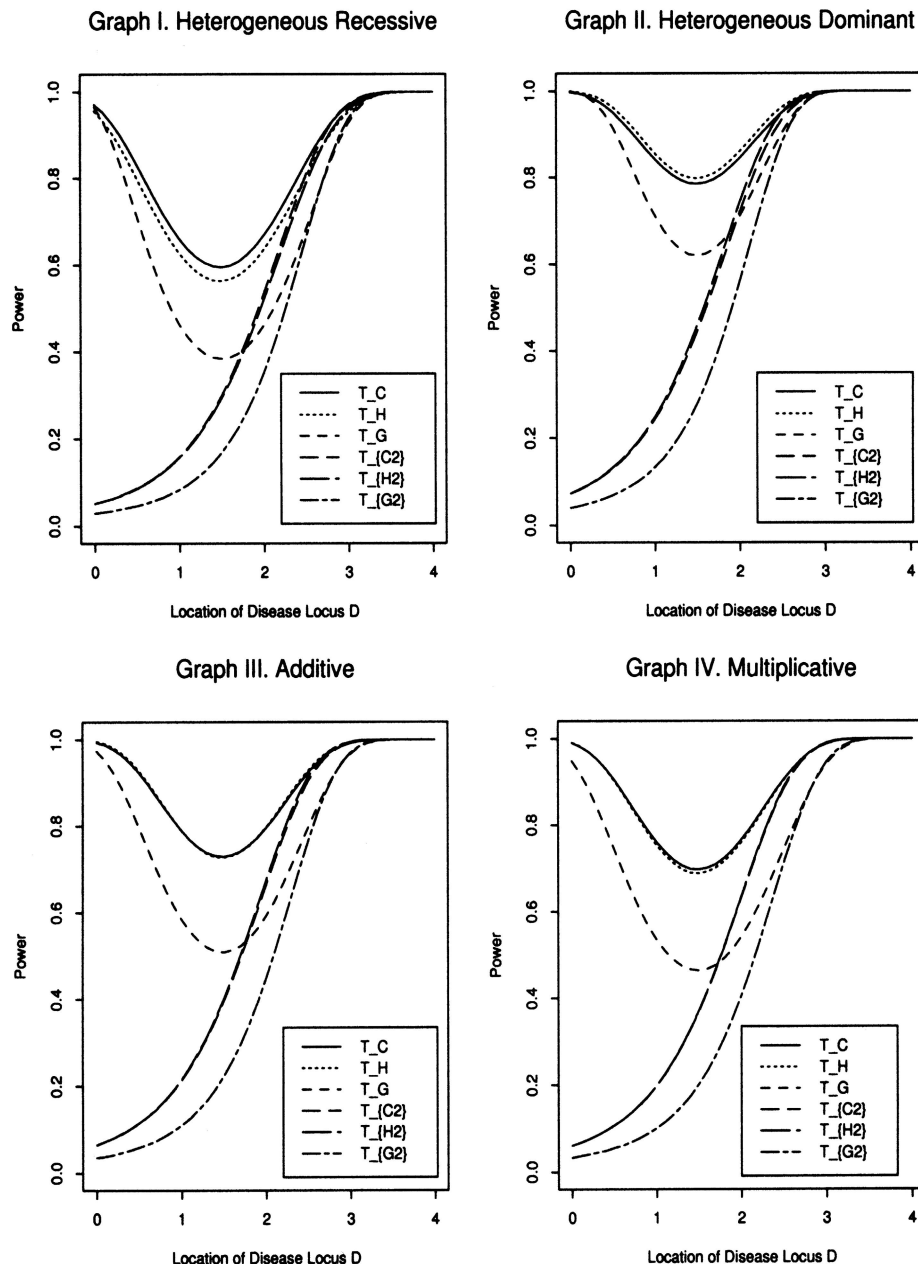 Graph I. Heterogeneous Recessive
Power
0.0
0.2
0.4
0.6
0.8
1.0
T_C
T_H
T_G
T_{C2}
T_{H2}
T_{G2}
0 1 2 3 4
Location of Disease Locus D
Graph II. Heterogeneous Dominant
Power
0.0
0.2
0.4
0.6
0.8
1.0
T_C
T_H
T_G
T_{C2}
T_{H2}
T_{G2}
0 1 2 3 4
Location of Disease Locus D
Graph III. Additive
Power
0.0
0.2
0.4
0.6
0.8
1.0
T_C
T_H
T_G
T_{C2}
T_{H2}
T_{G2}
0 1 2 3 4
Location of Disease Locus D
Graph IV. Multiplicative
Power
0.0
0.2
0.4
0.6
0.8
1.0
T_C
T_H
T_G
T_{C2}
T_{H2}
T_{G2}
0 1 2 3 4
Location of Disease Locus D